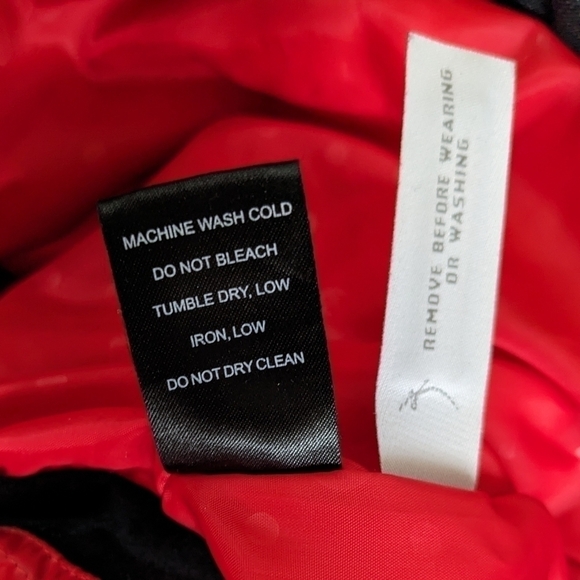 MACHINE WASH COLD
DO NOT BLEACH
TUMBLE DRY, LOW
IRON, LOW
DO NOT DRY CLEAN
REMOVE BEFORE WEARING
OR WASHING